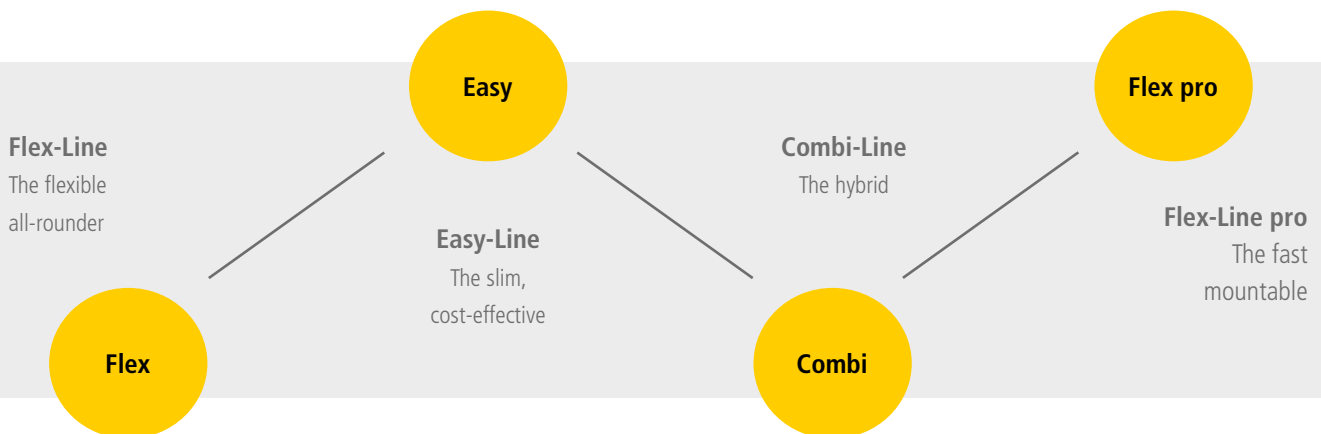 Flex-Line
The flexible
all-rounder
Flex
Easy
Easy-Line
The slim,
cost-effective
Combi-Line
The hybrid
Combi
Flex pro
Flex-Line pro
The fast
mountable